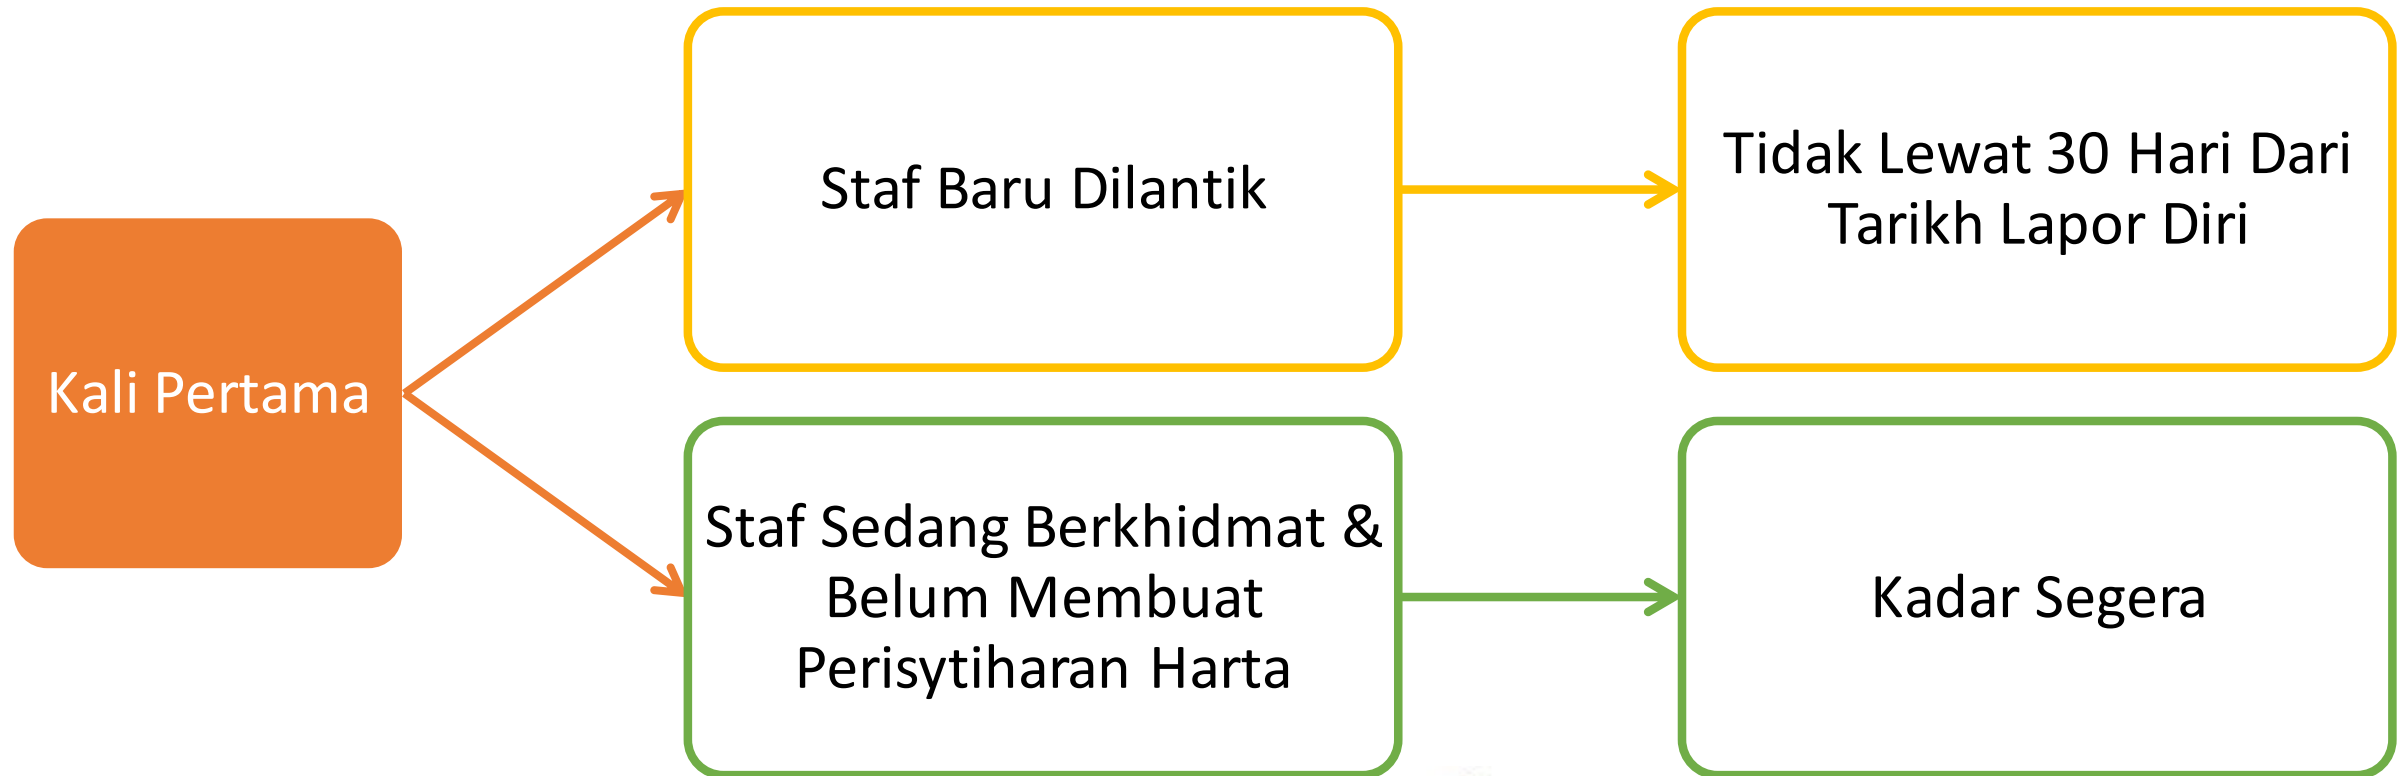 Kali Pertama
Staf Baru Dilantik
Tidak Lewat 30 Hari Dari
Tarikh Lapor Diri
Staf Sedang Berkhidmat &
Belum Membuat
Perisytiharan Harta
Kadar Segera